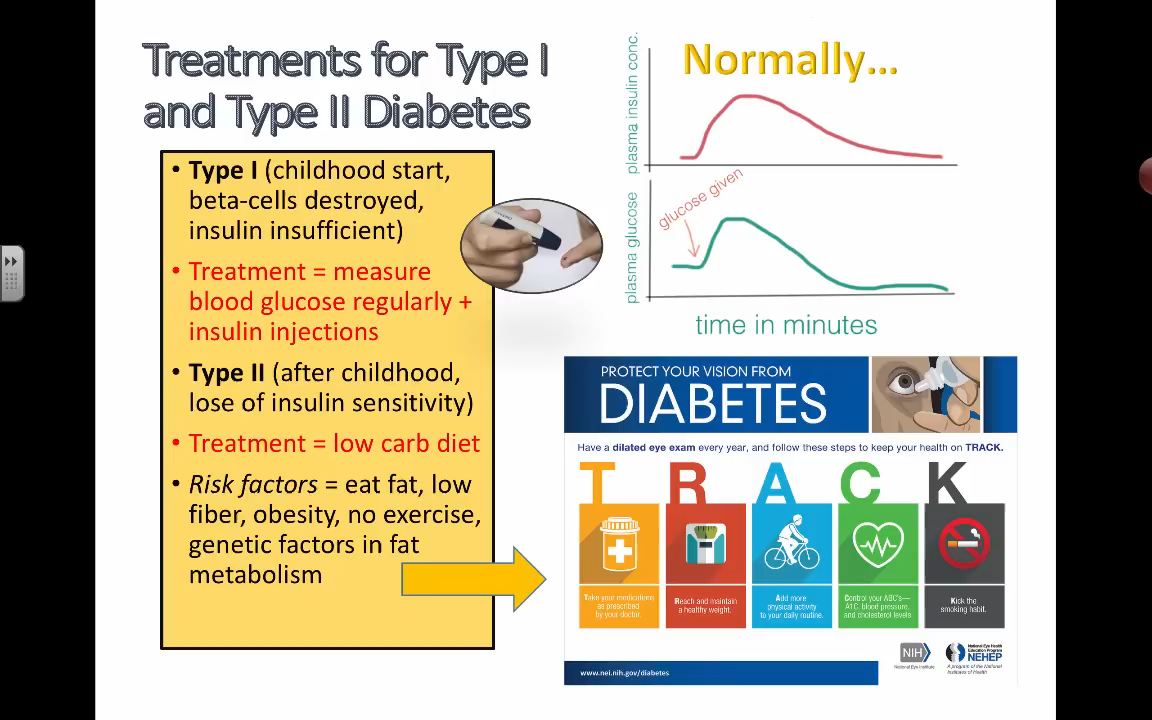 Treatments for Type I
and Type II Diabetes
• Type I (childhood start,
beta-cells destroyed,
insulin insufficient)
• Treatment = measure
blood glucose regularly +
insulin injections
• Type II (after childhood,
lose of insulin sensitivity)
• Treatment = low carb diet
• Risk factors = eat fat, low
fiber, obesity, no exercise,
genetic factors in fat
metabolism
Normally...
plasma insulin conc.
plasma glucose
glucose given
time in minutes
PROTECT YOUR VISION FROM
DIABETES
Have a dilated eye exam every year, and follow these steps to keep your health on TRACK.
T R A C K
Take your medications
as prescribed
by your doctor.
Reach and maintain
a healthy weight.
Add more
physical activity
to your daily routine.
Control your ABC's—
A1C, blood pressure,
and cholesterol levels
Kick the
smoking habit.
NIH
National Eye Institute
National Eye Health
Education Program
NEHEP
A program of the National
Institutes of Health
www.nei.nih.gov/diabetes